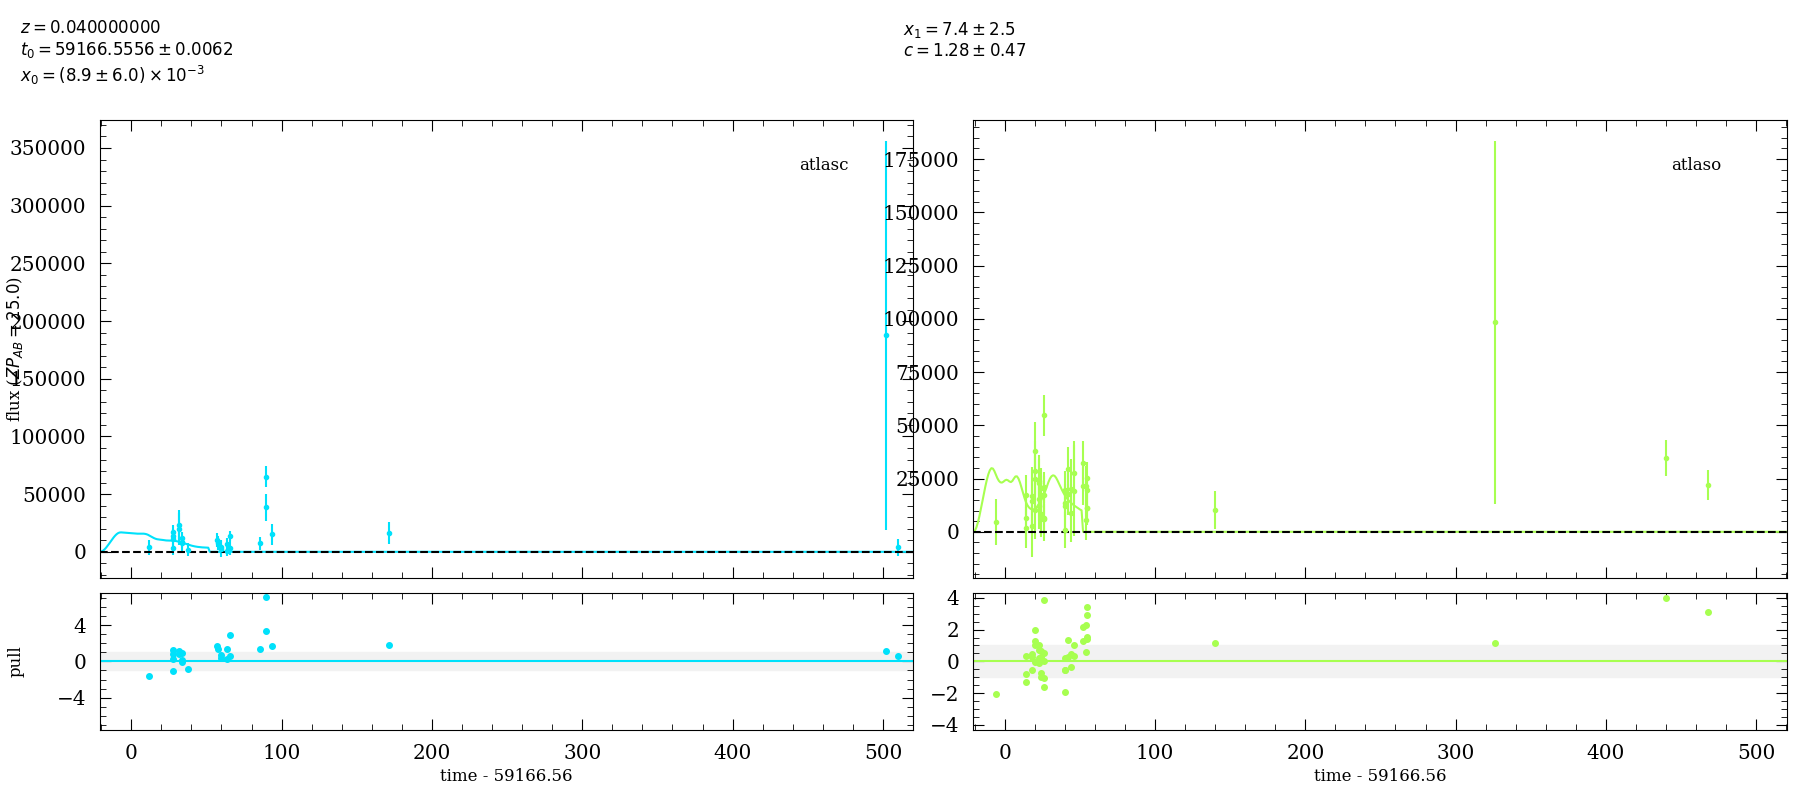 z = 0.040000000
t₀ = 59166.5556 ± 0.0062
x₀ = (8.9 ± 6.0) × 10⁻³
x₁ = 7.4 ± 2.5
c = 1.28 ± 0.47
flux (ZP_AB = 25.0)
350000
300000
250000
200000
150000
100000
50000
0
atlasc
175000
150000
125000
100000
75000
50000
25000
0
atlaso
pull
4
0
−4
0 100 200 300 400 500
time - 59166.56
4
2
0
−2
−4
0 100 200 300 400 500
time - 59166.56